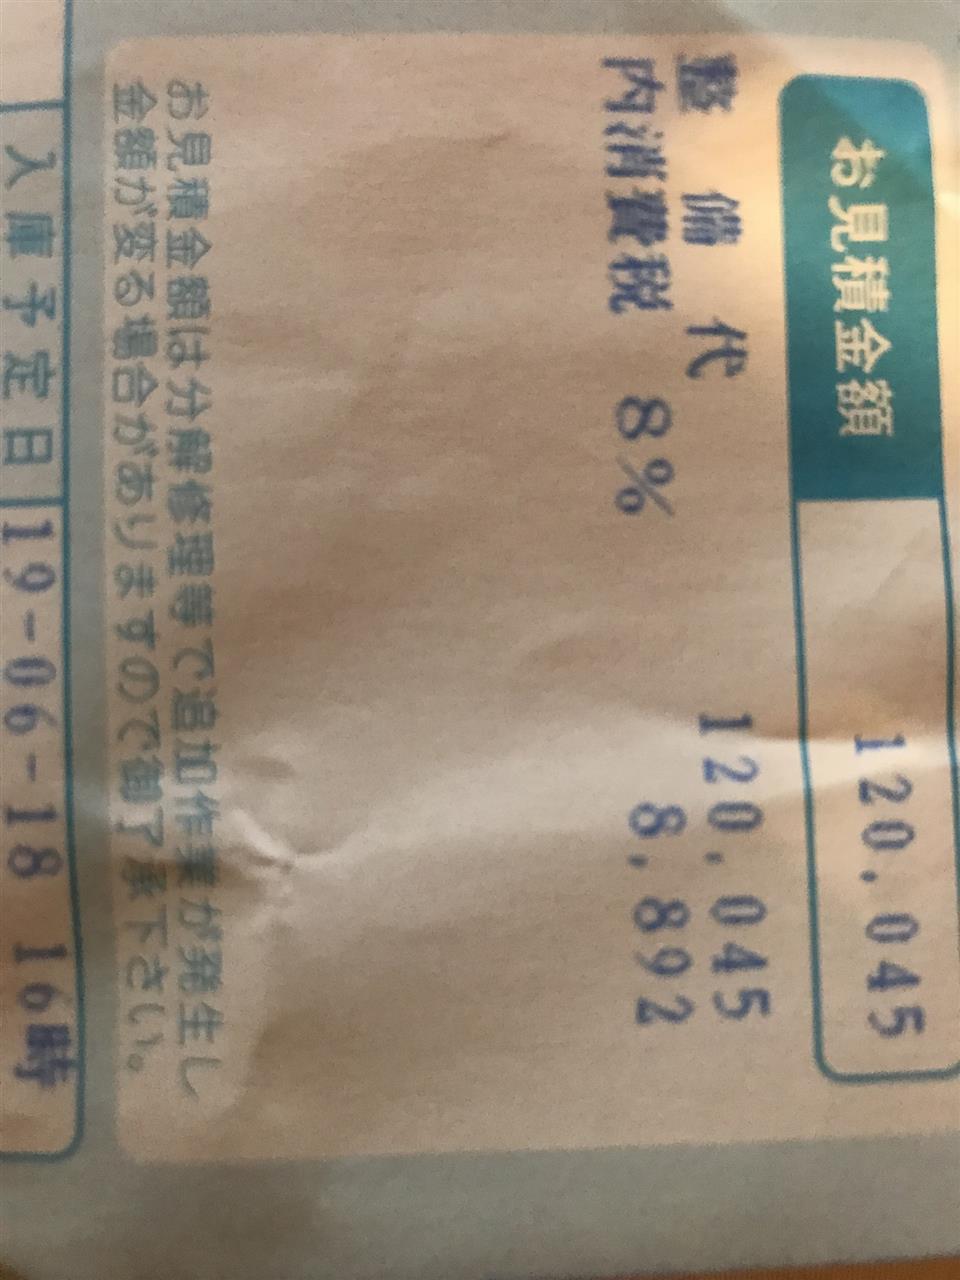 お見積金額 120,045
整備代 120,045
内消費税 8% 8,892
お見積金額は分解修理等で追加作業が発生し
金額が変る場合がありますので御了承下さい。
入庫予定日 19-06-18 16時